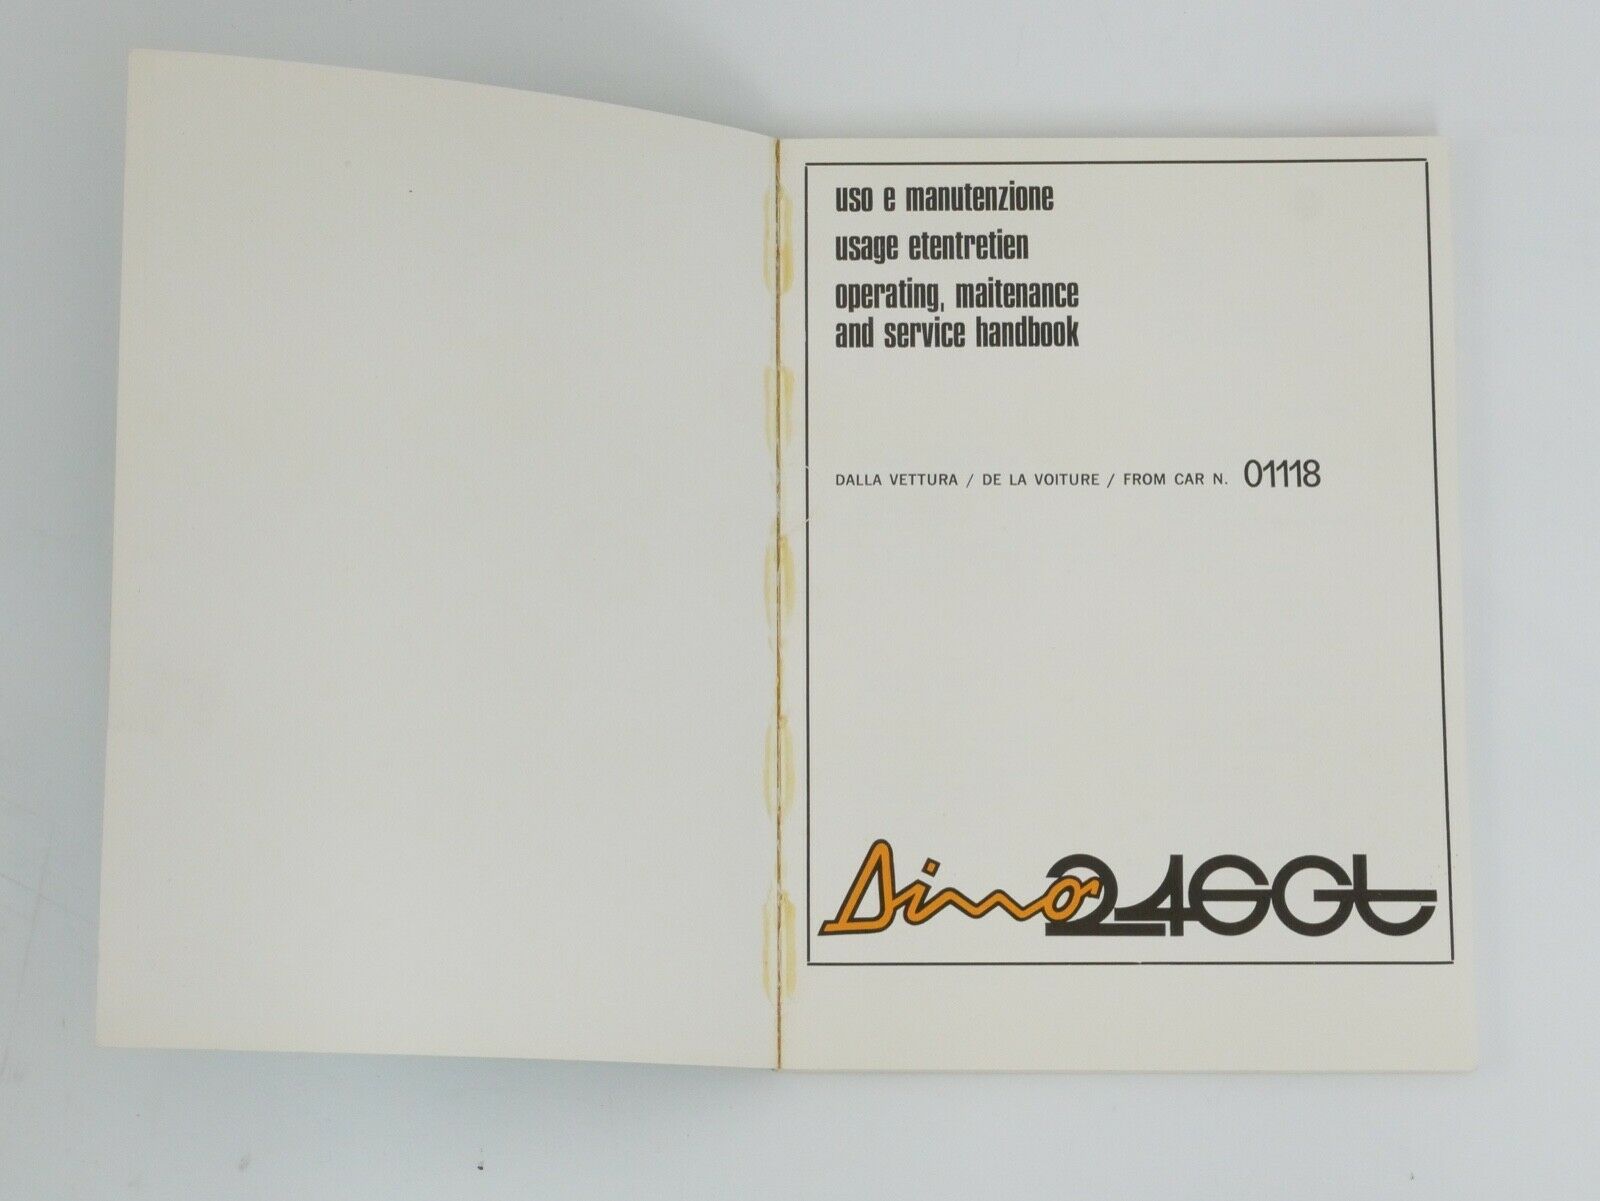 uso e manutenzione
usage etentretien
operating, maitenance
and service handbook
DALLA VETTURA / DE LA VOITURE / FROM CAR N. 01118
Dino 246Gt